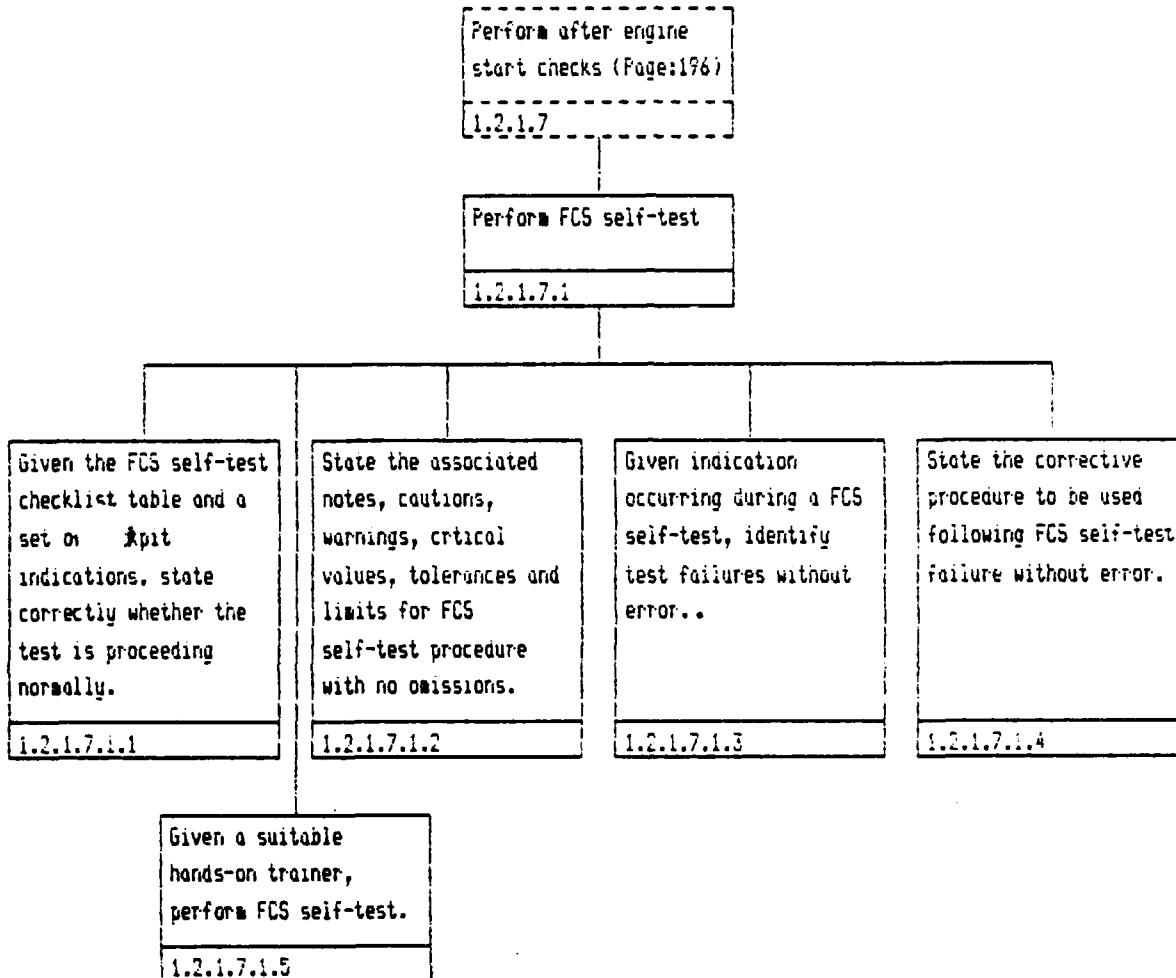 Perform after engine
start checks (Page:196)
1.2.1.7
Perform FCS self-test
1.2.1.7.1
Given the FCS self-test
checklist table and a
set
indications. state
correctly whether the
test is proceeding
normally.
1.2.1.7.1.1
State the associated
notes, cautions,
warnings, crtical
values, tolerances and
limits for FCS
self-test procedure
with no omissions.
1.2.1.7.1.2
Given indication
occurring during a FCS
self-test, identify
test failures without
error..
1.2.1.7.1.3
State the corrective
procedure to be used
following FCS self-test
failure without error.
1.2.1.7.1.4
Given a suitable
hands-on trainer,
perform FCS self-test.
1.2.1.7.1.5